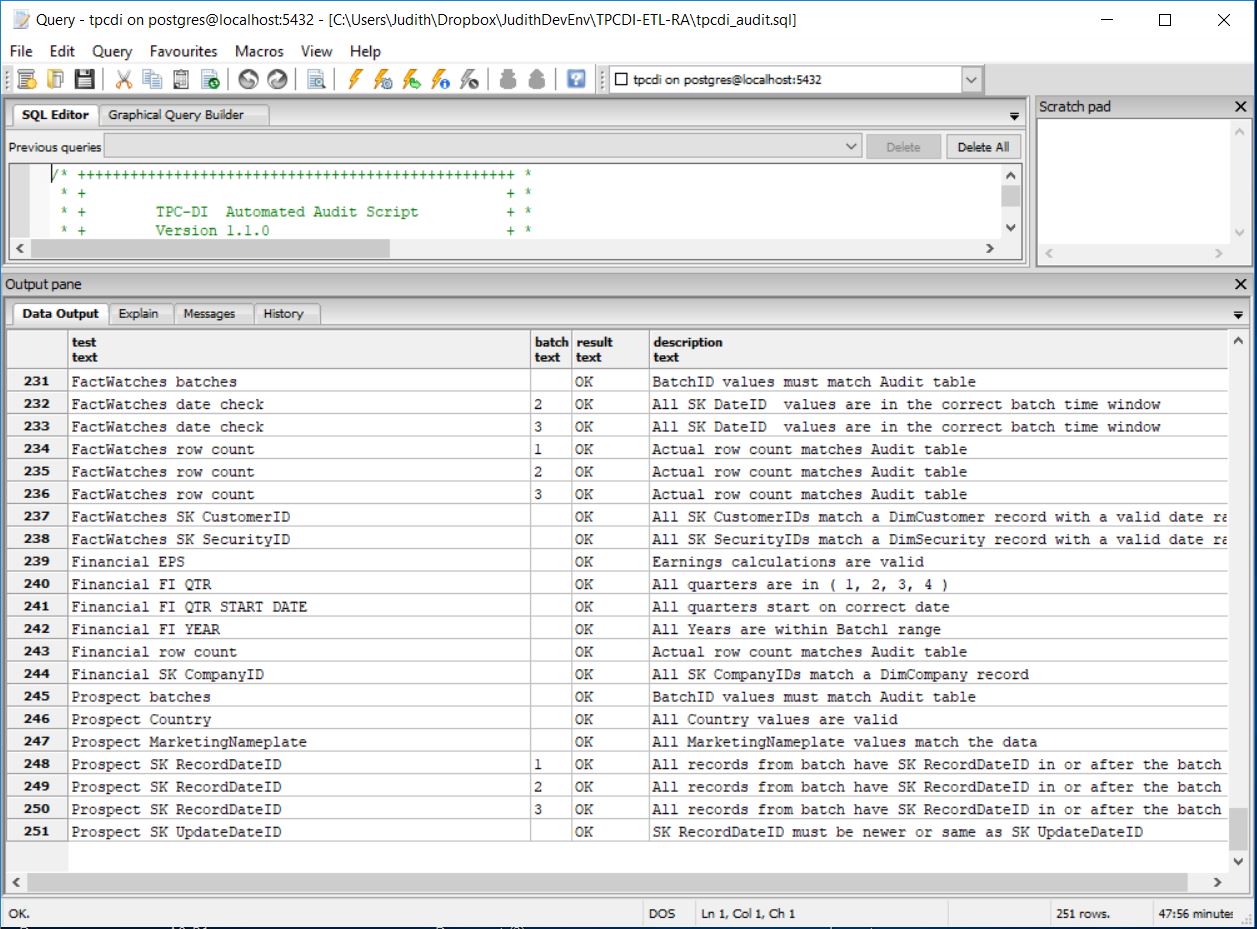 Query - tpcdi on postgres@localhost:5432 - [C:\Users\Judith\Dropbox\JudithDevEnv\TPCDI-ETL-RA\tpcdi_audit.sql]
File Edit Query Favourites Macros View Help
tpcdi on postgres@localhost:5432
SQL Editor Graphical Query Builder
Scratch pad
Previous queries Delete Delete All
/* ++++++++++++++++++++++++++++++++++++++++++++++++++ *
* + + *
* + TPC-DI Automated Audit Script + *
* + Version 1.1.0 + *
Output pane
Data Output Explain Messages History
test batch result description
text text text text
231 FactWatches batches OK BatchID values must match Audit table
232 FactWatches date check 2 OK All SK DateID values are in the correct batch time window
233 FactWatches date check 3 OK All SK DateID values are in the correct batch time window
234 FactWatches row count 1 OK Actual row count matches Audit table
235 FactWatches row count 2 OK Actual row count matches Audit table
236 FactWatches row count 3 OK Actual row count matches Audit table
237 FactWatches SK CustomerID OK All SK CustomerIDs match a DimCustomer record with a valid date ra
238 FactWatches SK SecurityID OK All SK SecurityIDs match a DimSecurity record with a valid date ra
239 Financial EPS OK Earnings calculations are valid
240 Financial FI QTR OK All quarters are in ( 1, 2, 3, 4 )
241 Financial FI QTR START DATE OK All quarters start on correct date
242 Financial FI YEAR OK All Years are within Batch1 range
243 Financial row count OK Actual row count matches Audit table
244 Financial SK CompanyID OK All SK CompanyIDs match a DimCompany record
245 Prospect batches OK BatchID values must match Audit table
246 Prospect Country OK All Country values are valid
247 Prospect MarketingNameplate OK All MarketingNameplate values match the data
248 Prospect SK RecordDateID 1 OK All records from batch have SK RecordDateID in or after the batch
249 Prospect SK RecordDateID 2 OK All records from batch have SK RecordDateID in or after the batch
250 Prospect SK RecordDateID 3 OK All records from batch have SK RecordDateID in or after the batch
251 Prospect SK UpdateDateID OK SK RecordDateID must be newer or same as SK UpdateDateID
OK. DOS Ln 1, Col 1, Ch 1 251 rows. 47:56 minutes